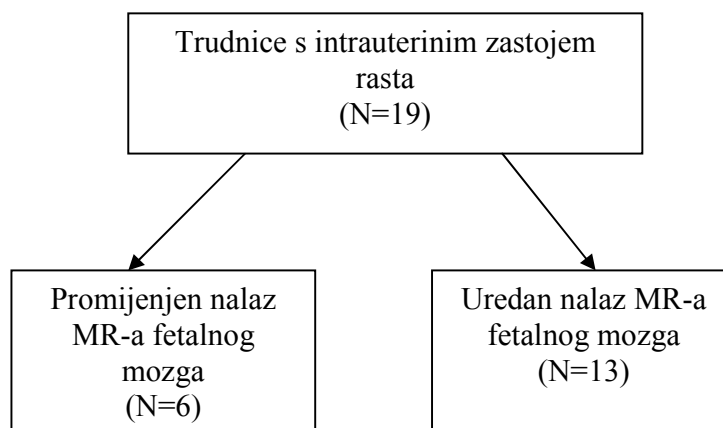 Trudnice s intrauterinim zastojem
rasta
(N=19)
Promijenjen nalaz
MR-a fetalnog
mozga
(N=6)
Uredan nalaz MR-a
fetalnog mozga
(N=13)